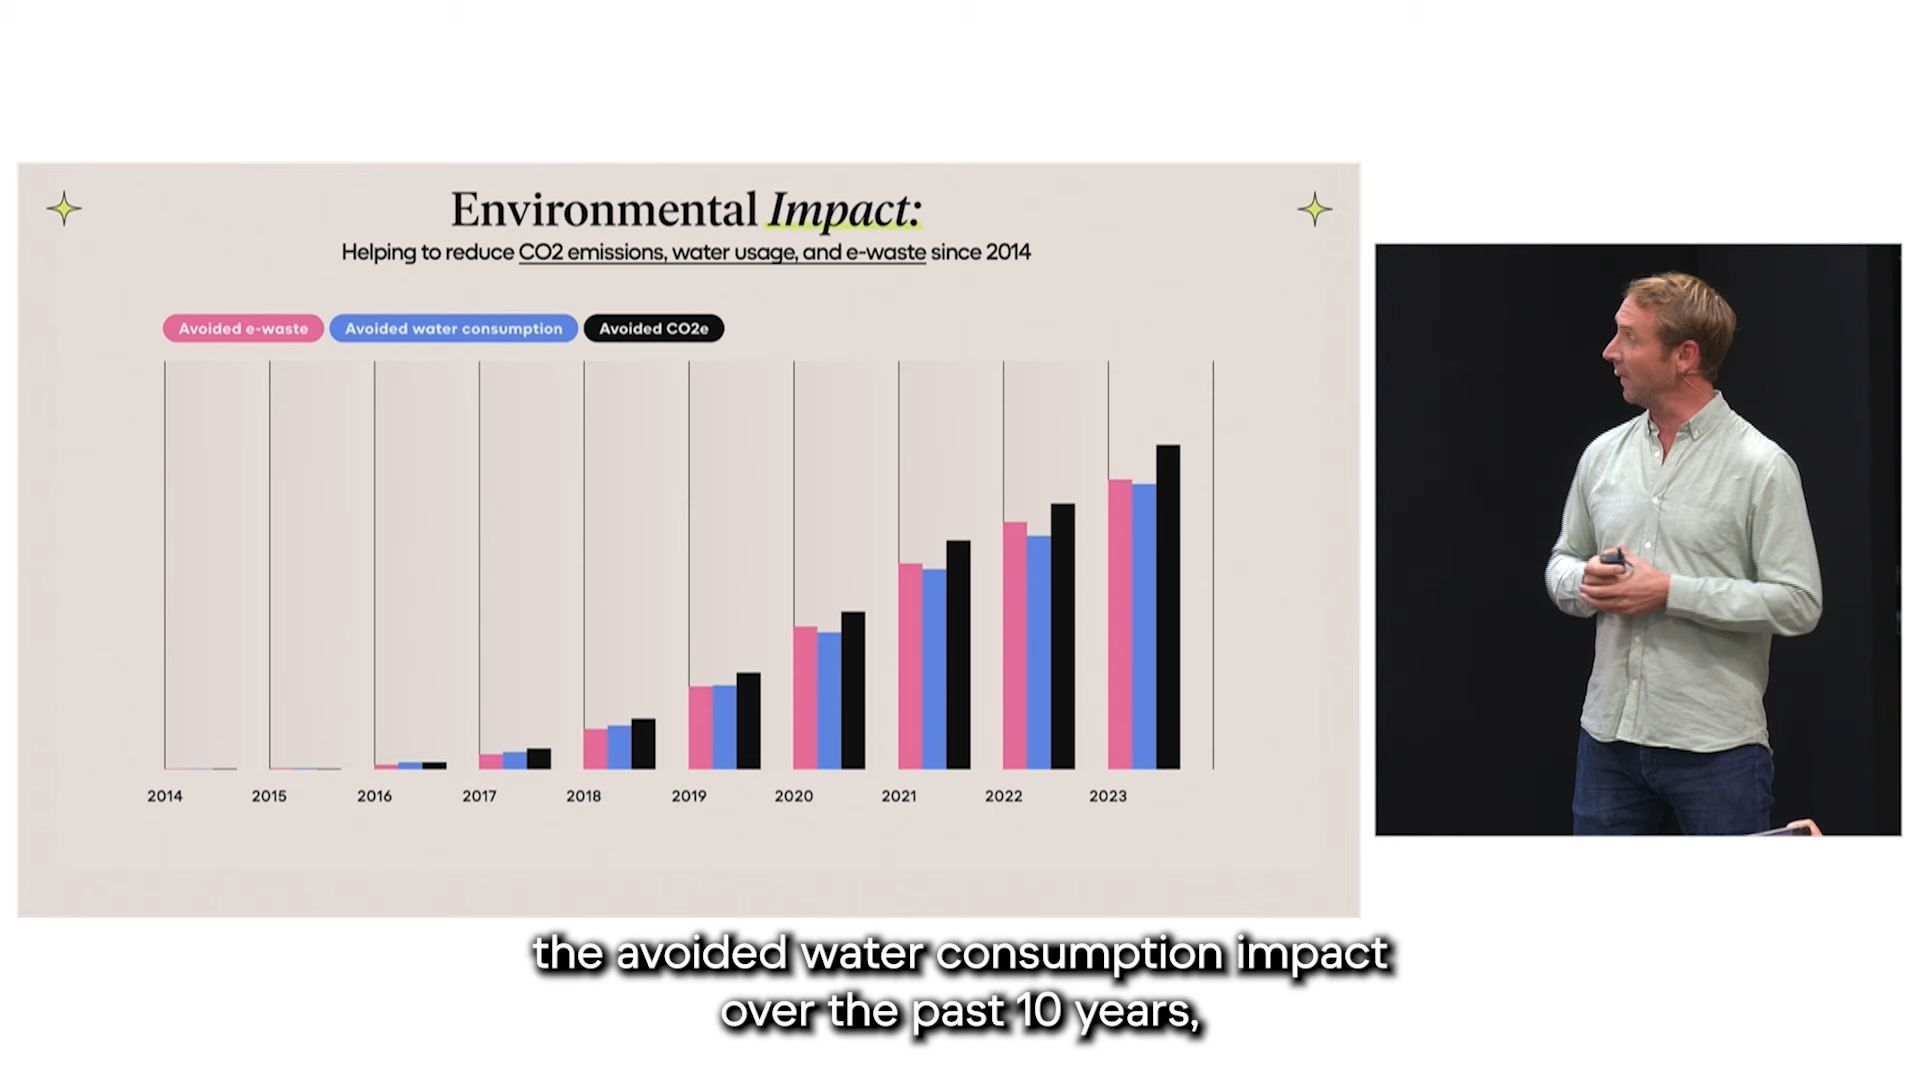 Environmental Impact:
Helping to reduce CO2 emissions, water usage, and e-waste since 2014
Avoided e-waste Avoided water consumption Avoided CO2e
2014 2015 2016 2017 2018 2019 2020 2021 2022 2023
the avoided water consumption impact
over the past 10 years,